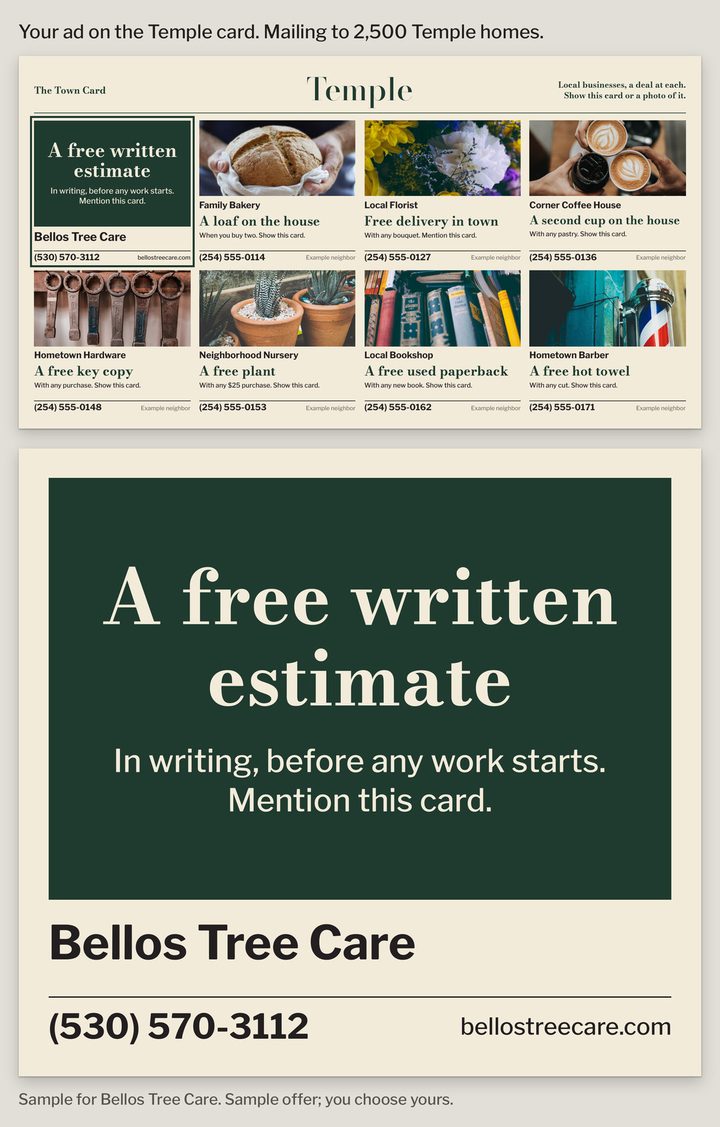 Your ad on the Temple card. Mailing to 2,500 Temple homes.
The Town Card
Temple
Local businesses, a deal at each.
Show this card or a photo of it.
A free written
estimate
In writing, before any work starts.
Mention this card.
Bellos Tree Care
(530) 570-3112
bellostreecare.com
Family Bakery
A loaf on the house
When you buy two. Show this card.
(254) 555-0114
Example neighbor
Local Florist
Free delivery in town
With any bouquet. Mention this card.
(254) 555-0127
Example neighbor
Corner Coffee House
A second cup on the house
With any pastry. Show this card.
(254) 555-0136
Example neighbor
Hometown Hardware
A free key copy
With any purchase. Show this card.
(254) 555-0148
Example neighbor
Neighborhood Nursery
A free plant
With any $25 purchase. Show this card.
(254) 555-0153
Example neighbor
Local Bookshop
A free used paperback
With any new book. Show this card.
(254) 555-0162
Example neighbor
Hometown Barber
A free hot towel
With any cut. Show this card.
(254) 555-0171
Example neighbor
A free written
estimate
In writing, before any work starts.
Mention this card.
Bellos Tree Care
(530) 570-3112
bellostreecare.com
Sample for Bellos Tree Care. Sample offer; you choose yours.